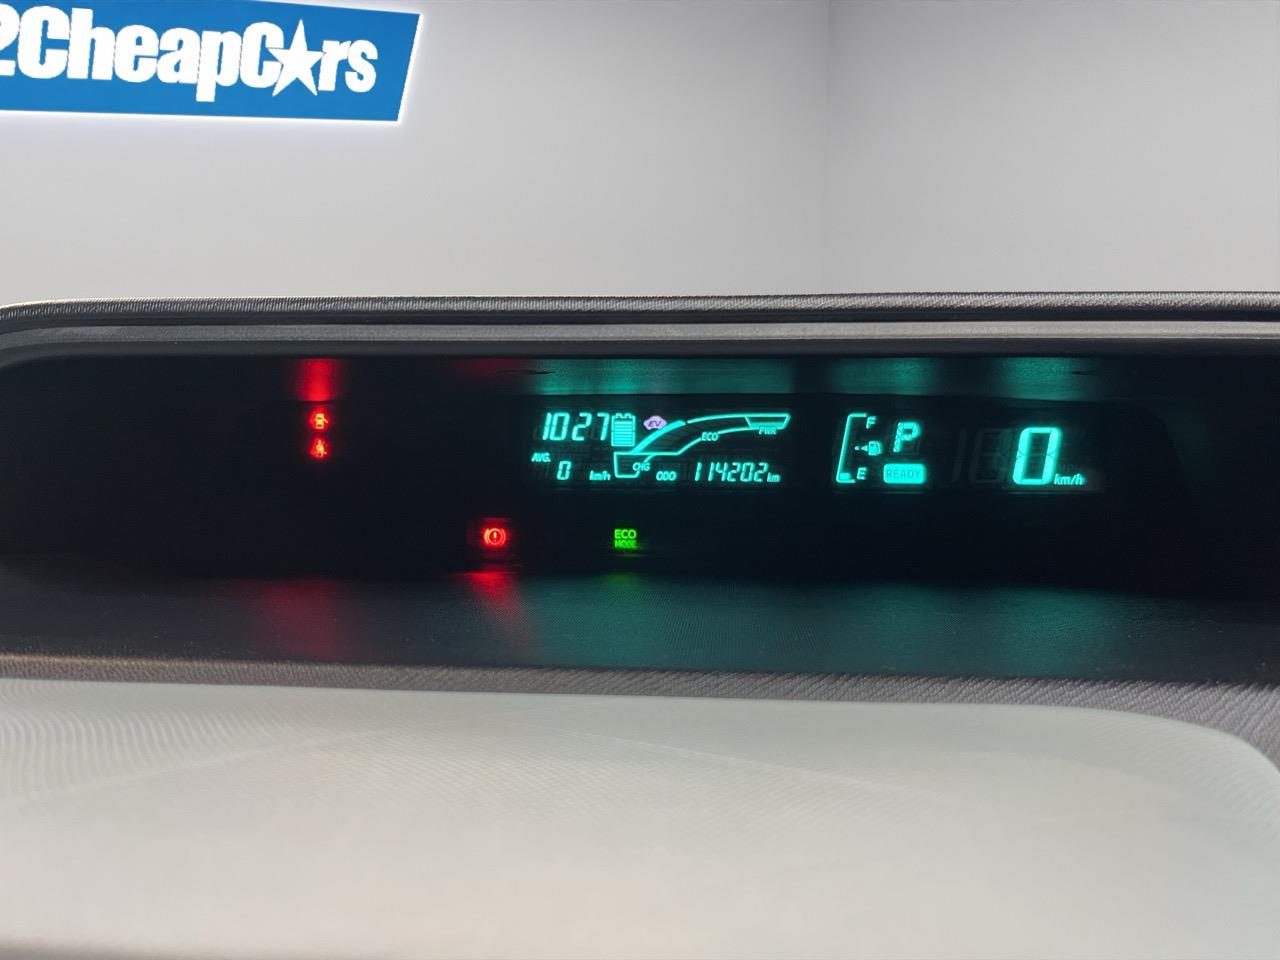 2CheapCars
1027
EV
ECO
PWR
AVG.
0
km/h
CHG
ODO
114202 km
F
E
P
READY
0
km/h
ECO
MODE